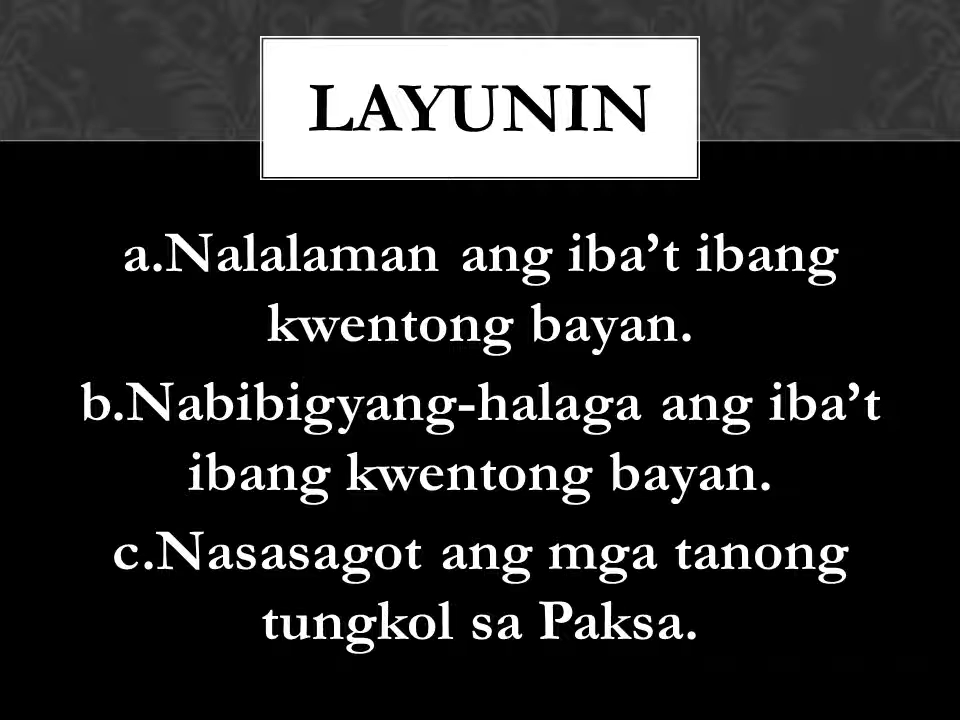 LAYUNIN
a.Nalalaman ang iba’t ibang
kwentong bayan.
b.Nabibigyang-halaga ang iba’t
ibang kwentong bayan.
c.Nasasagot ang mga tanong
tungkol sa Paksa.